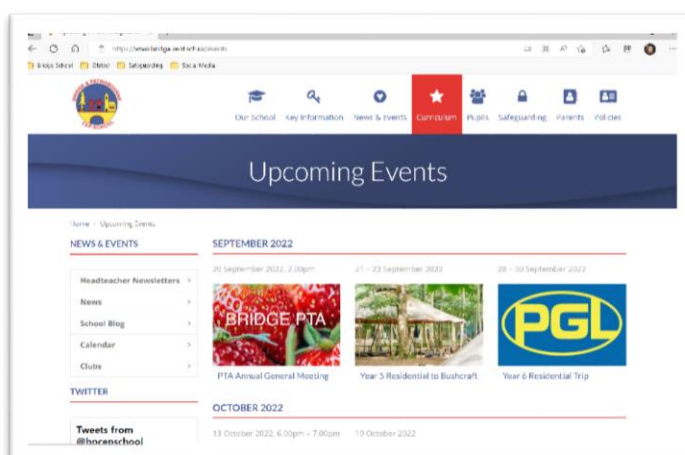 Bridge School Safeguarding Social Media
Our School Key Information News & Events Curriculum Pupils Safeguarding Parents Policies
Upcoming Events
Home / Upcoming Events
NEWS & EVENTS
Headteacher Newsletters
News
School Blog
Calendar
Clubs
TWITTER
Tweets from
@bpcepschool
SEPTEMBER 2022
20 September 2022, 2.00pm
BRIDGE PTA
PTA Annual General Meeting
21 - 23 September 2022
Year 5 Residential to Bushcraft
28 - 30 September 2022
PGL
Year 6 Residential Trip
OCTOBER 2022
13 October 2022, 6.00pm – 7.00pm
19 October 2022